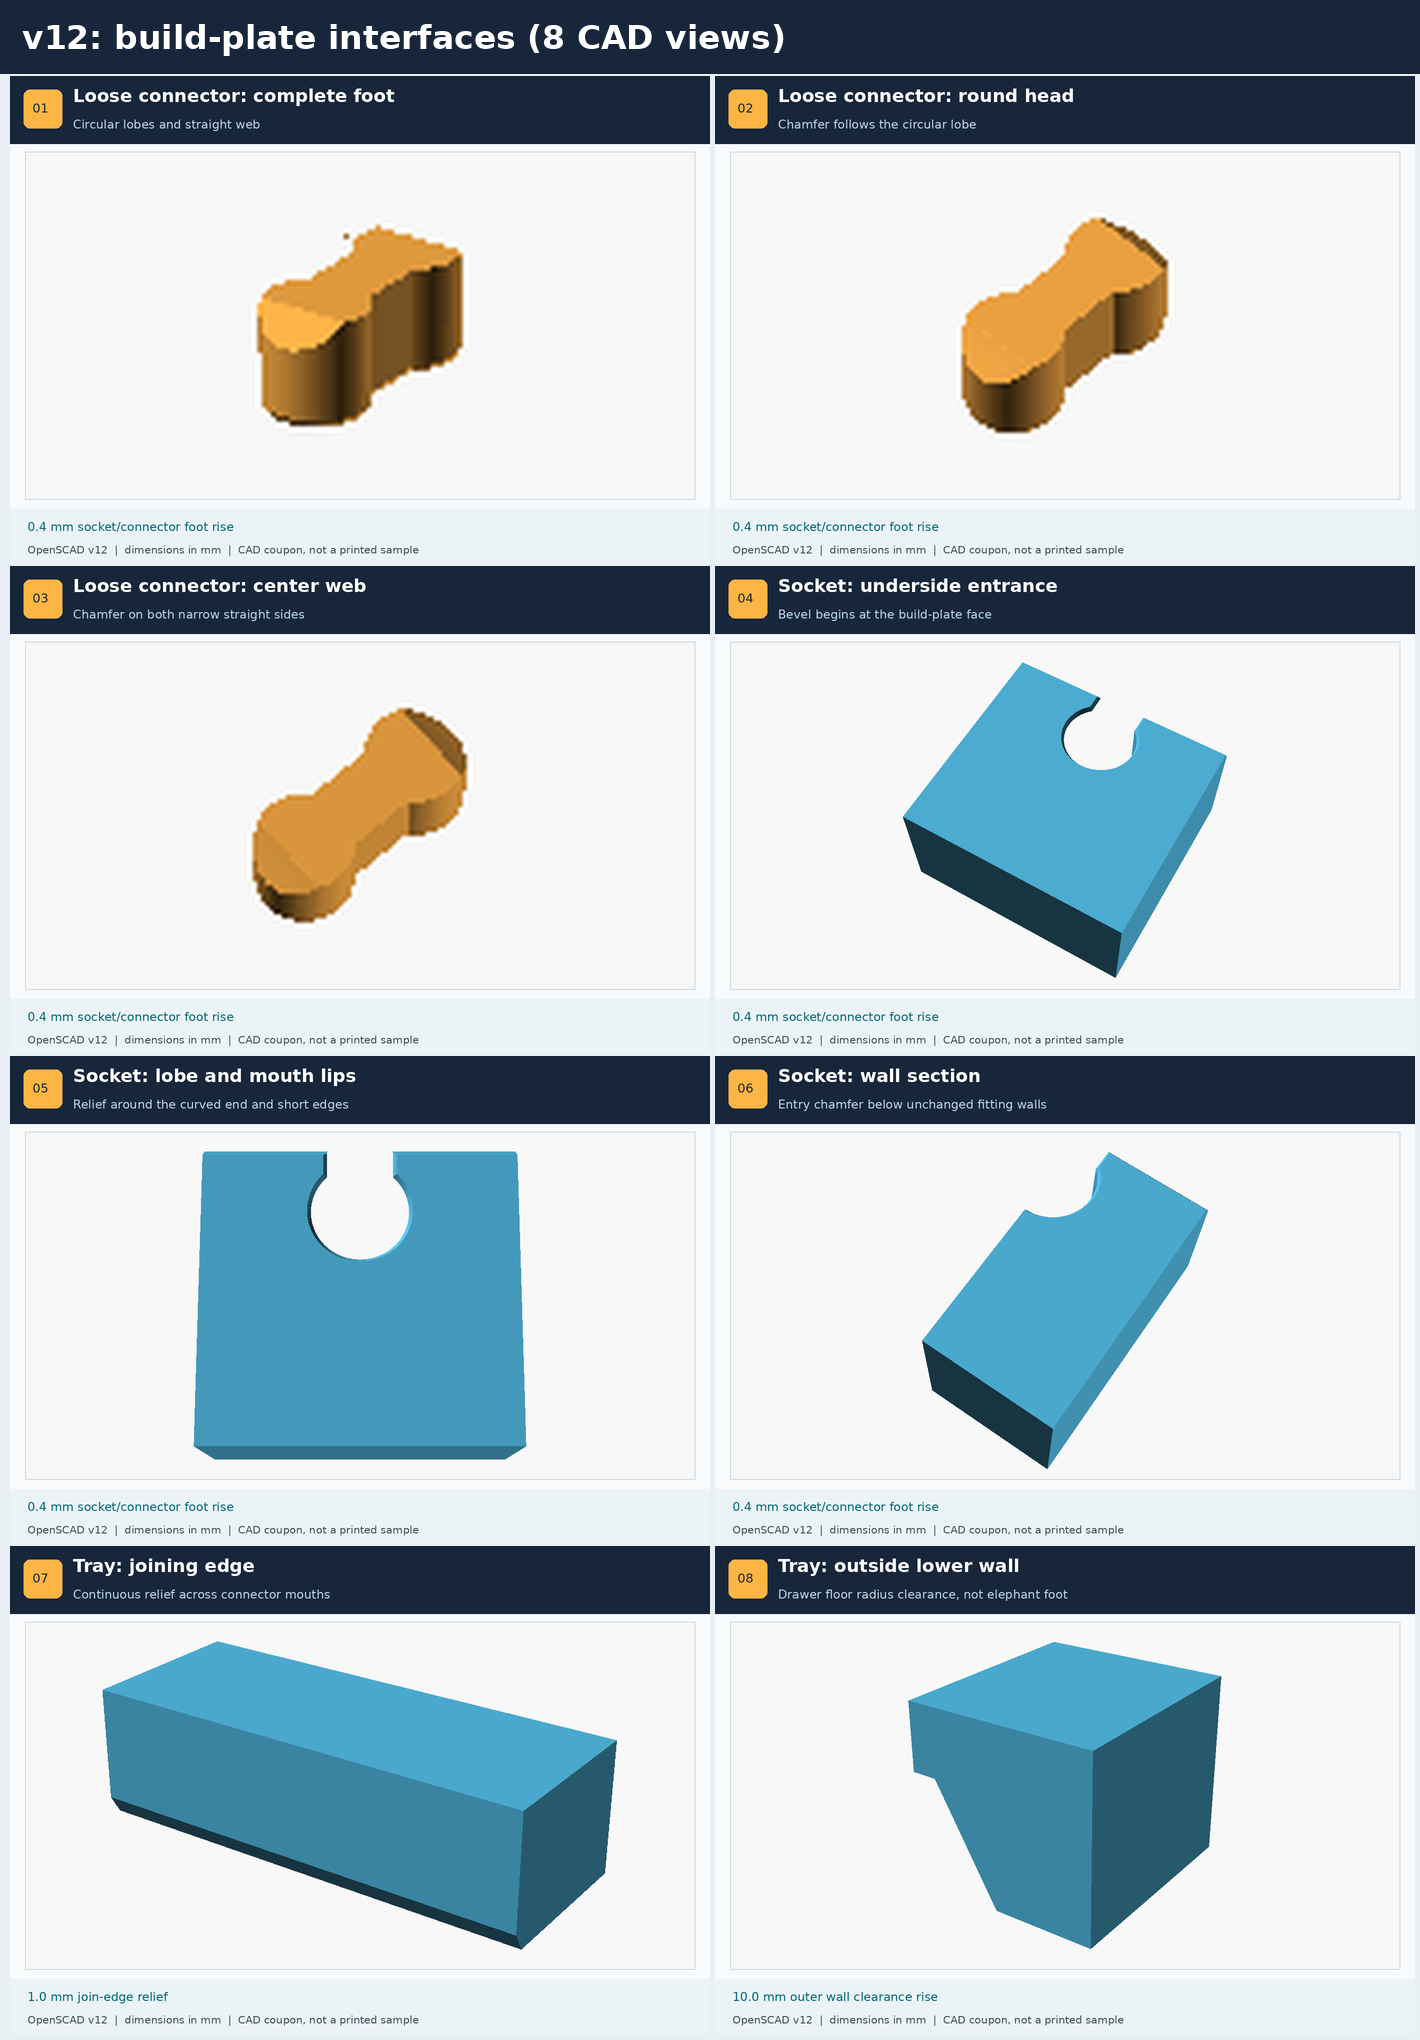 v12: build-plate interfaces (8 CAD views)
01
Loose connector: complete foot
Circular lobes and straight web
0.4 mm socket/connector foot rise
OpenSCAD v12 | dimensions in mm | CAD coupon, not a printed sample
02
Loose connector: round head
Chamfer follows the circular lobe
0.4 mm socket/connector foot rise
OpenSCAD v12 | dimensions in mm | CAD coupon, not a printed sample
03
Loose connector: center web
Chamfer on both narrow straight sides
0.4 mm socket/connector foot rise
OpenSCAD v12 | dimensions in mm | CAD coupon, not a printed sample
04
Socket: underside entrance
Bevel begins at the build-plate face
0.4 mm socket/connector foot rise
OpenSCAD v12 | dimensions in mm | CAD coupon, not a printed sample
05
Socket: lobe and mouth lips
Relief around the curved end and short edges
0.4 mm socket/connector foot rise
OpenSCAD v12 | dimensions in mm | CAD coupon, not a printed sample
06
Socket: wall section
Entry chamfer below unchanged fitting walls
0.4 mm socket/connector foot rise
OpenSCAD v12 | dimensions in mm | CAD coupon, not a printed sample
07
Tray: joining edge
Continuous relief across connector mouths
1.0 mm join-edge relief
OpenSCAD v12 | dimensions in mm | CAD coupon, not a printed sample
08
Tray: outside lower wall
Drawer floor radius clearance, not elephant foot
10.0 mm outer wall clearance rise
OpenSCAD v12 | dimensions in mm | CAD coupon, not a printed sample